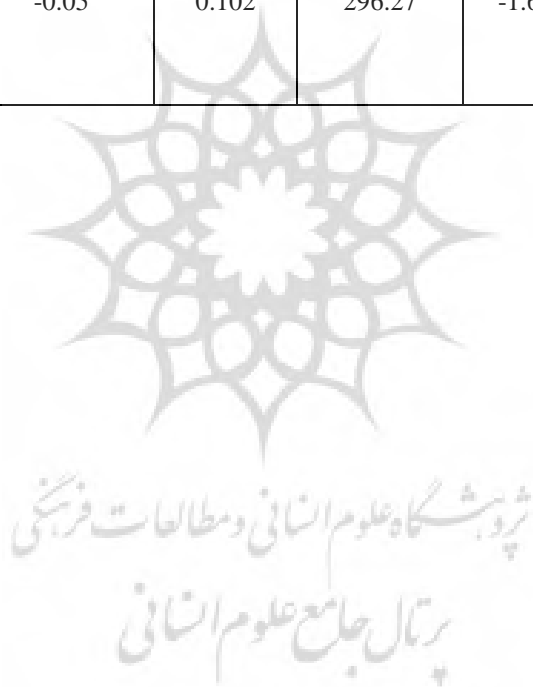 -0.05 0.102 296.27
پژوهشگاه علوم انسانی و مطالعات فرهنگی
پرتال جامع علوم انسانی